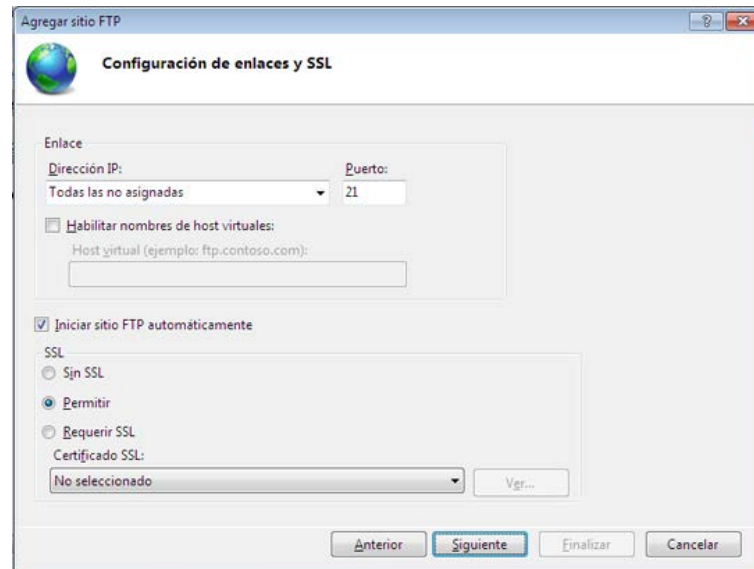 Agregar sitio FTP
Configuración de enlaces y SSL
Enlace
Dirección IP: Puerto:
Todas las no asignadas 21
Habilitar nombres de host virtuales:
Host virtual (ejemplo: ftp.contoso.com):
Iniciar sitio FTP automáticamente
SSL
Sin SSL
Permitir
Requerir SSL
Certificado SSL:
No seleccionado Ver...
Anterior Siguiente Finalizar Cancelar